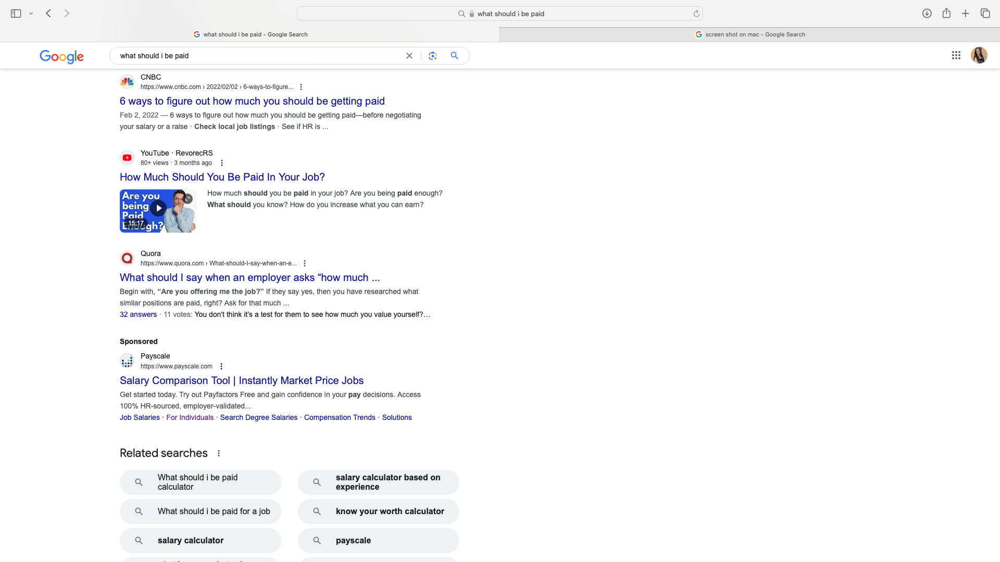 what should i be paid
what should i be paid - Google Search
screen shot on mac - Google Search
Google
what should i be paid
CNBC
https://www.cnbc.com › 2022/02/02 › 6-ways-to-figure...
6 ways to figure out how much you should be getting paid
Feb 2, 2022 — 6 ways to figure out how much you should be getting paid—before negotiating
your salary or a raise · Check local job listings · See if HR is ...
YouTube · RevorecRS
80+ views · 3 months ago
How Much Should You Be Paid In Your Job?
Are you
being
Paid
Enough?
15:17
How much should you be paid in your job? Are you being paid enough?
What should you know? How do you increase what you can earn?
Quora
https://www.quora.com › What-should-I-say-when-an-e...
What should I say when an employer asks “how much ...
Begin with, “Are you offering me the job?” If they say yes, then you have researched what
similar positions are paid, right? Ask for that much ...
32 answers · 11 votes: You don't think it's a test for them to see how much you value yourself?...
Sponsored
Payscale
https://www.payscale.com
Salary Comparison Tool | Instantly Market Price Jobs
Get started today. Try out Payfactors Free and gain confidence in your pay decisions. Access
100% HR-sourced, employer-validated...
Job Salaries · For Individuals · Search Degree Salaries · Compensation Trends · Solutions
Related searches
What should i be paid
calculator
salary calculator based on
experience
What should i be paid for a job
know your worth calculator
salary calculator
payscale